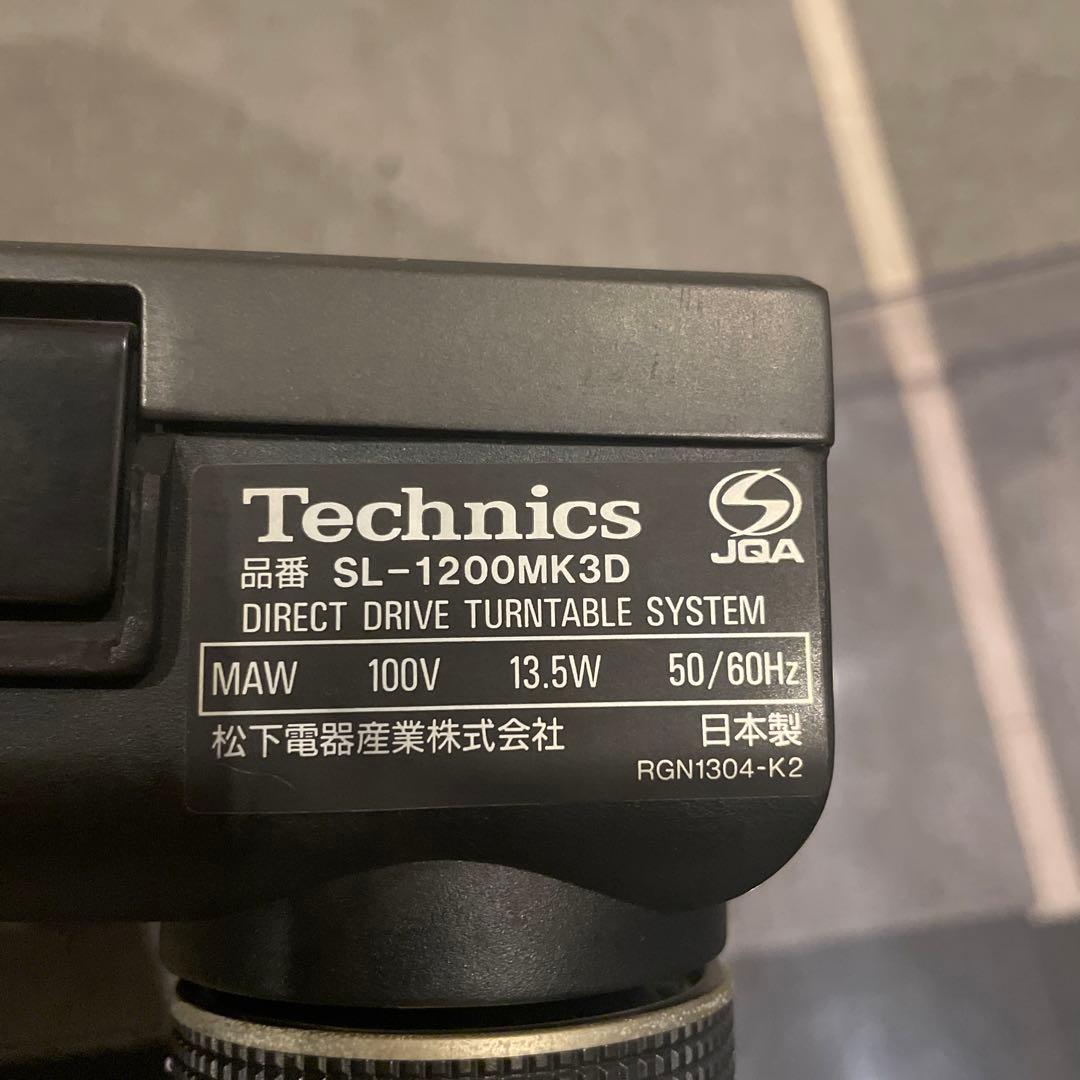 Technics
JQA
品番 SL-1200MK3D
DIRECT DRIVE TURNTABLE SYSTEM
MAW 100V 13.5W 50/60Hz
松下電器産業株式会社 日本製
RGN1304-K2